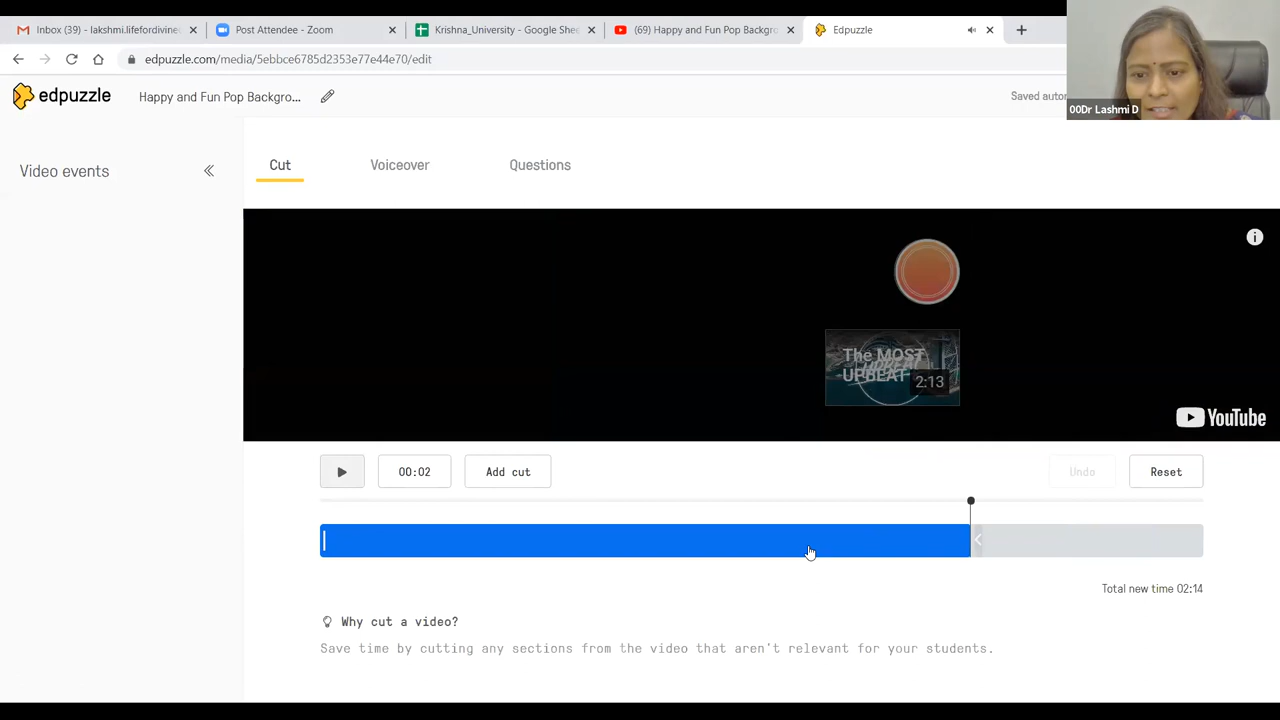 Inbox (39) - lakshmi.lifefordivine
Post Attendee - Zoom
Krishna_University - Google She
(69) Happy and Fun Pop Backgro
Edpuzzle
edpuzzle.com/media/5ebbce6785d2353e77e44e70/edit
00Dr Lashmi D
edpuzzle
Happy and Fun Pop Backgro...
Saved auto
Video events
Cut
Voiceover
Questions
The MOST
UPBEAT
2:13
YouTube
00:02
Add cut
Undo
Reset
Total new time 02:14
Why cut a video?
Save time by cutting any sections from the video that aren't relevant for your students.